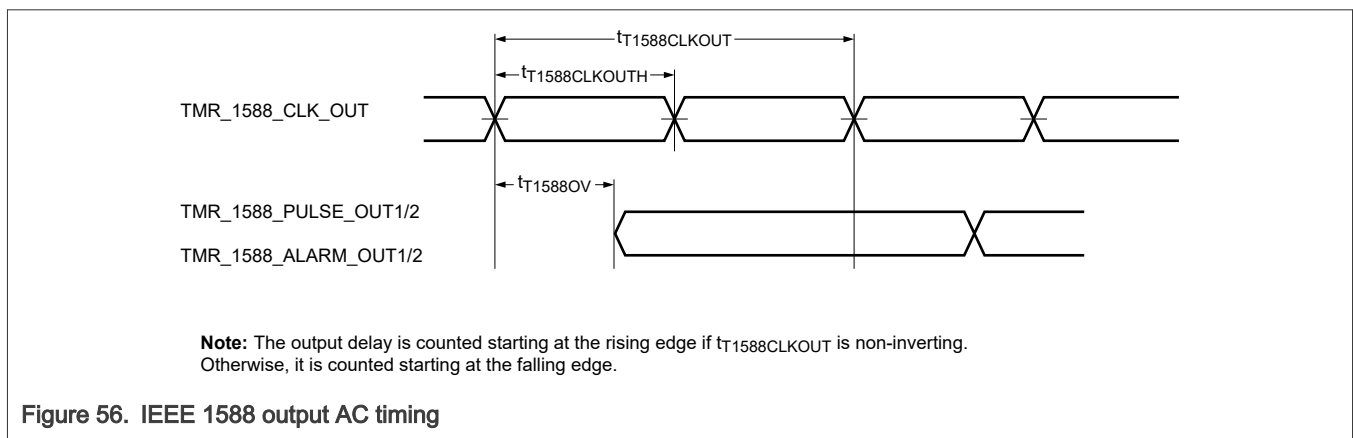 tT1588CLKOUT
tT1588CLKOUTH
TMR_1588_CLK_OUT
tT1588OV
TMR_1588_PULSE_OUT1/2
TMR_1588_ALARM_OUT1/2
Note: The output delay is counted starting at the rising edge if tT1588CLKOUT is non-inverting.
Otherwise, it is counted starting at the falling edge.
Figure 56. IEEE 1588 output AC timing